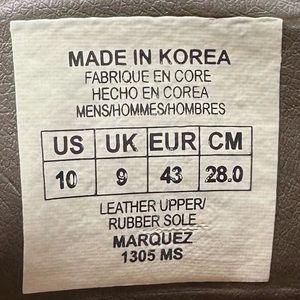 MADE IN KOREA
FABRIQUE EN CORE
HECHO EN COREA
MENS/HOMMES/HOMBRES
US UK EUR CM
10 9 43 28.0
LEATHER UPPER/
RUBBER SOLE
MARQUEZ
1305 MS